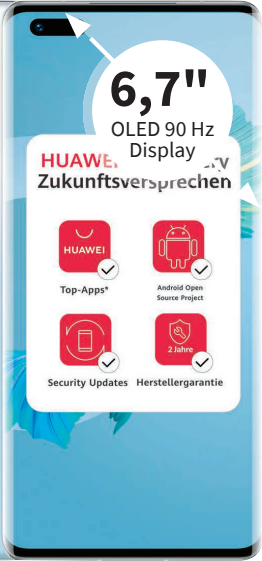 6,7"
OLED 90 Hz
Display
HUAWE
Zukunftsversprechen
HUAWEI
Top-Apps*
Android Open
Source Project
2 Jahre
Security Updates
Herstellergarantie